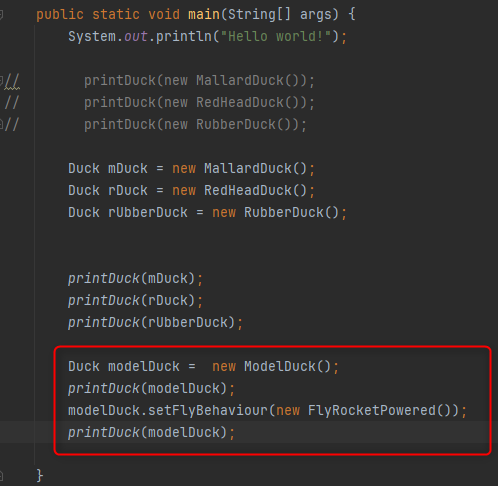 public static void main(String[] args) {
    System.out.println("Hello world!");
//        printDuck(new MallardDuck());
//        printDuck(new RedHeadDuck());
//        printDuck(new RubberDuck());
    Duck mDuck = new MallardDuck();
    Duck rDuck = new RedHeadDuck();
    Duck rUbberDuck = new RubberDuck();
    printDuck(mDuck);
    printDuck(rDuck);
    printDuck(rUbberDuck);
    Duck modelDuck =  new ModelDuck();
    printDuck(modelDuck);
    modelDuck.setFlyBehaviour(new FlyRocketPowered());
    printDuck(modelDuck);
}